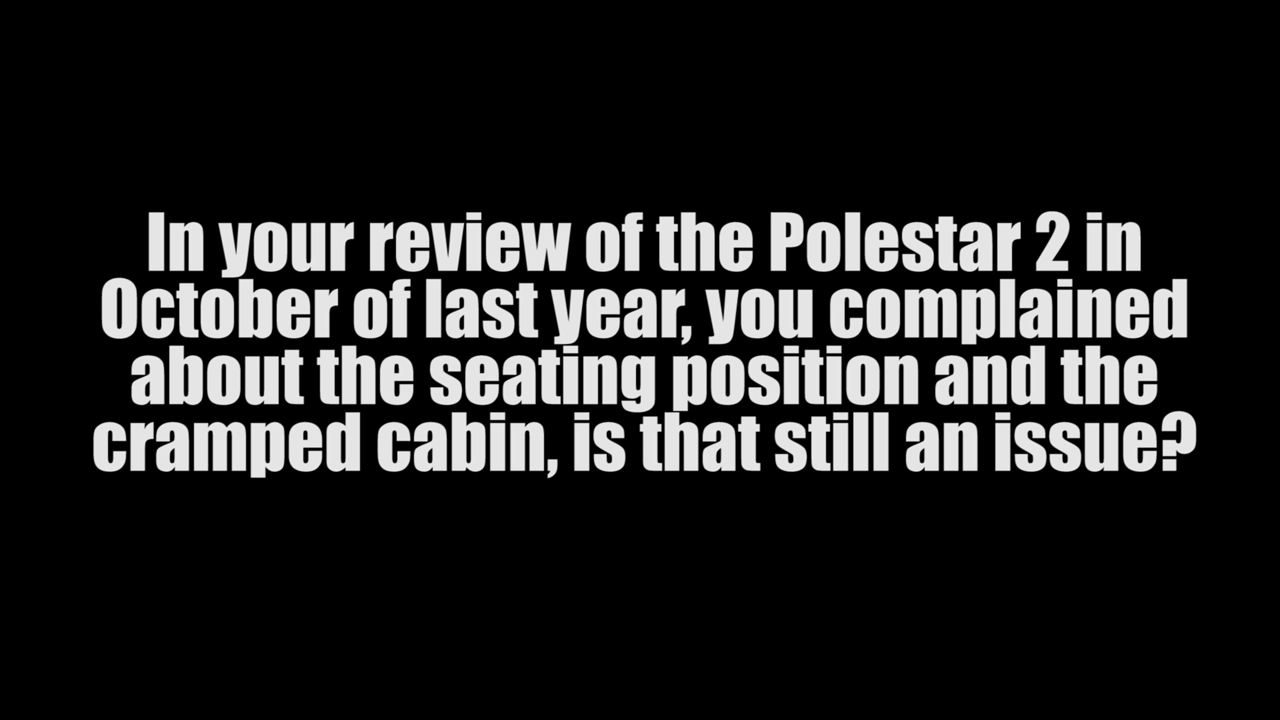 In your review of the Polestar 2 in
October of last year, you complained
about the seating position and the
cramped cabin, is that still an issue?